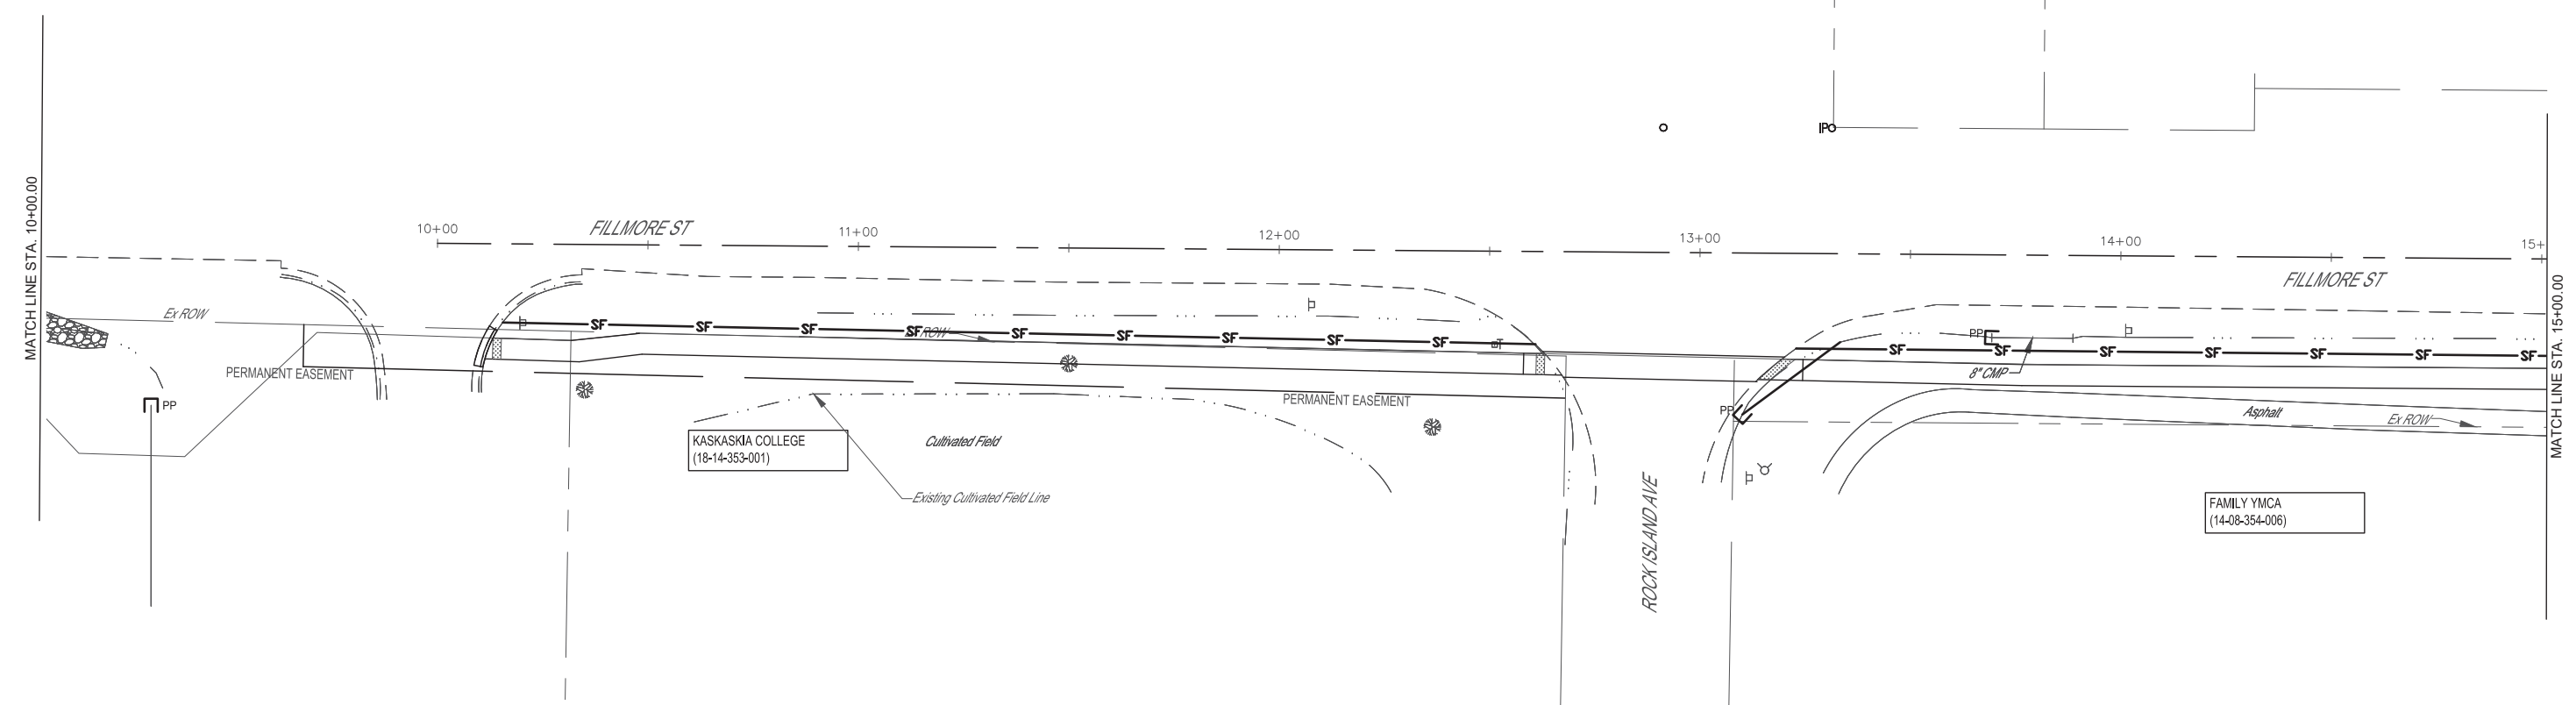 MATCH LINE STA. 10+00.00
10+00
FILLMORE ST
11+00
12+00
13+00
14+00
15+
IP
FILLMORE ST
MATCH LINE STA. 15+00.00
Ex ROW
SF SF SF SF SF SF SF SF SF
ROW
SF SF SF SF SF SF SF
PP
8" CMP
PERMANENT EASEMENT
PP
PERMANENT EASEMENT
PP
Asphalt
Ex ROW
KASKASKIA COLLEGE
(18-14-353-001)
Cultivated Field
Existing Cultivated Field Line
ROCK ISLAND AVE
FAMILY YMCA
(14-08-354-006)